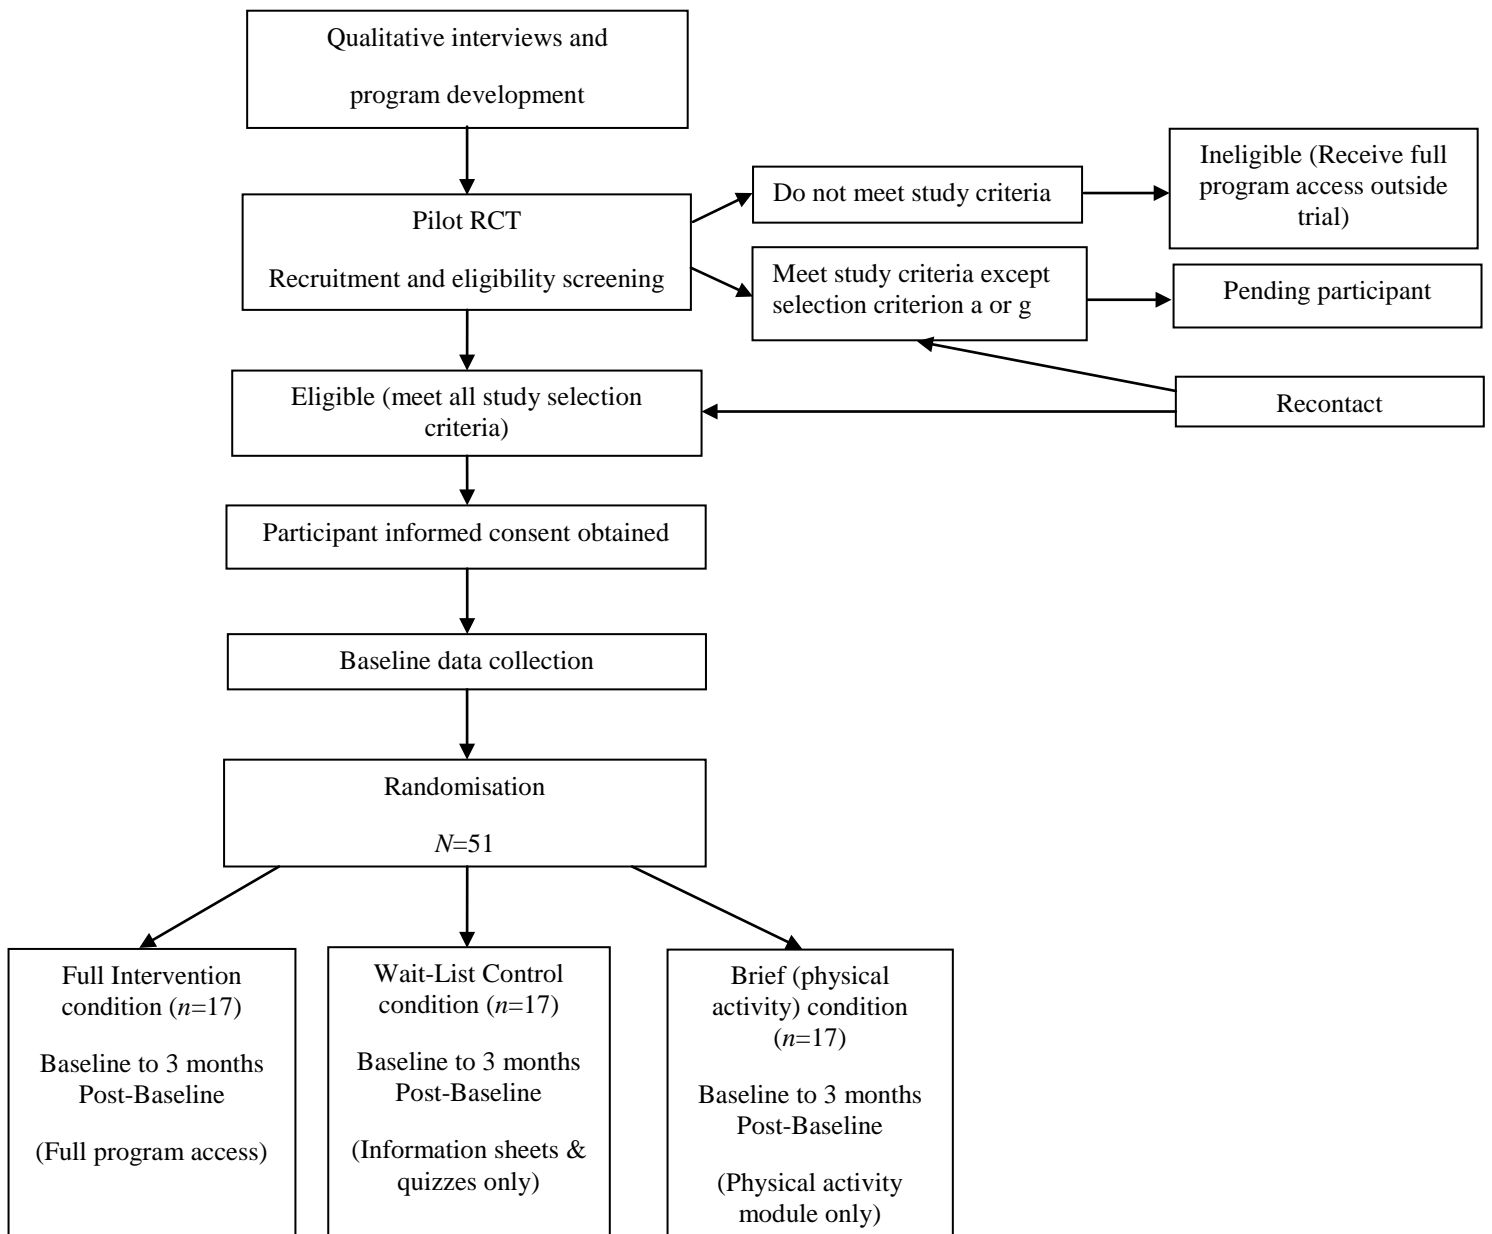 Qualitative interviews and
program development
Pilot RCT
Recruitment and eligibility screening
Do not meet study criteria
Ineligible (Receive full
program access outside
trial)
Meet study criteria except
selection criterion a or g
Pending participant
Recontact
Eligible (meet all study selection
criteria)
Participant informed consent obtained
Baseline data collection
Randomisation
N=51
Full Intervention
condition (n=17)
Baseline to 3 months
Post-Baseline
(Full program access)
Wait-List Control
condition (n=17)
Baseline to 3 months
Post-Baseline
(Information sheets &
quizzes only)
Brief (physical
activity) condition
(n=17)
Baseline to 3 months
Post-Baseline
(Physical activity
module only)